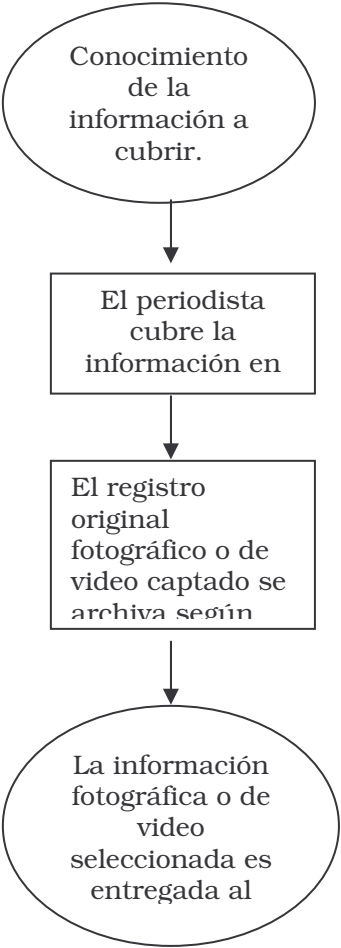 Conocimiento
de la
información a
cubrir.
El periodista
cubre la
información en
El registro
original
fotográfico o de
video captado se
archiva según
La información
fotográfica o de
video
seleccionada es
entregada al